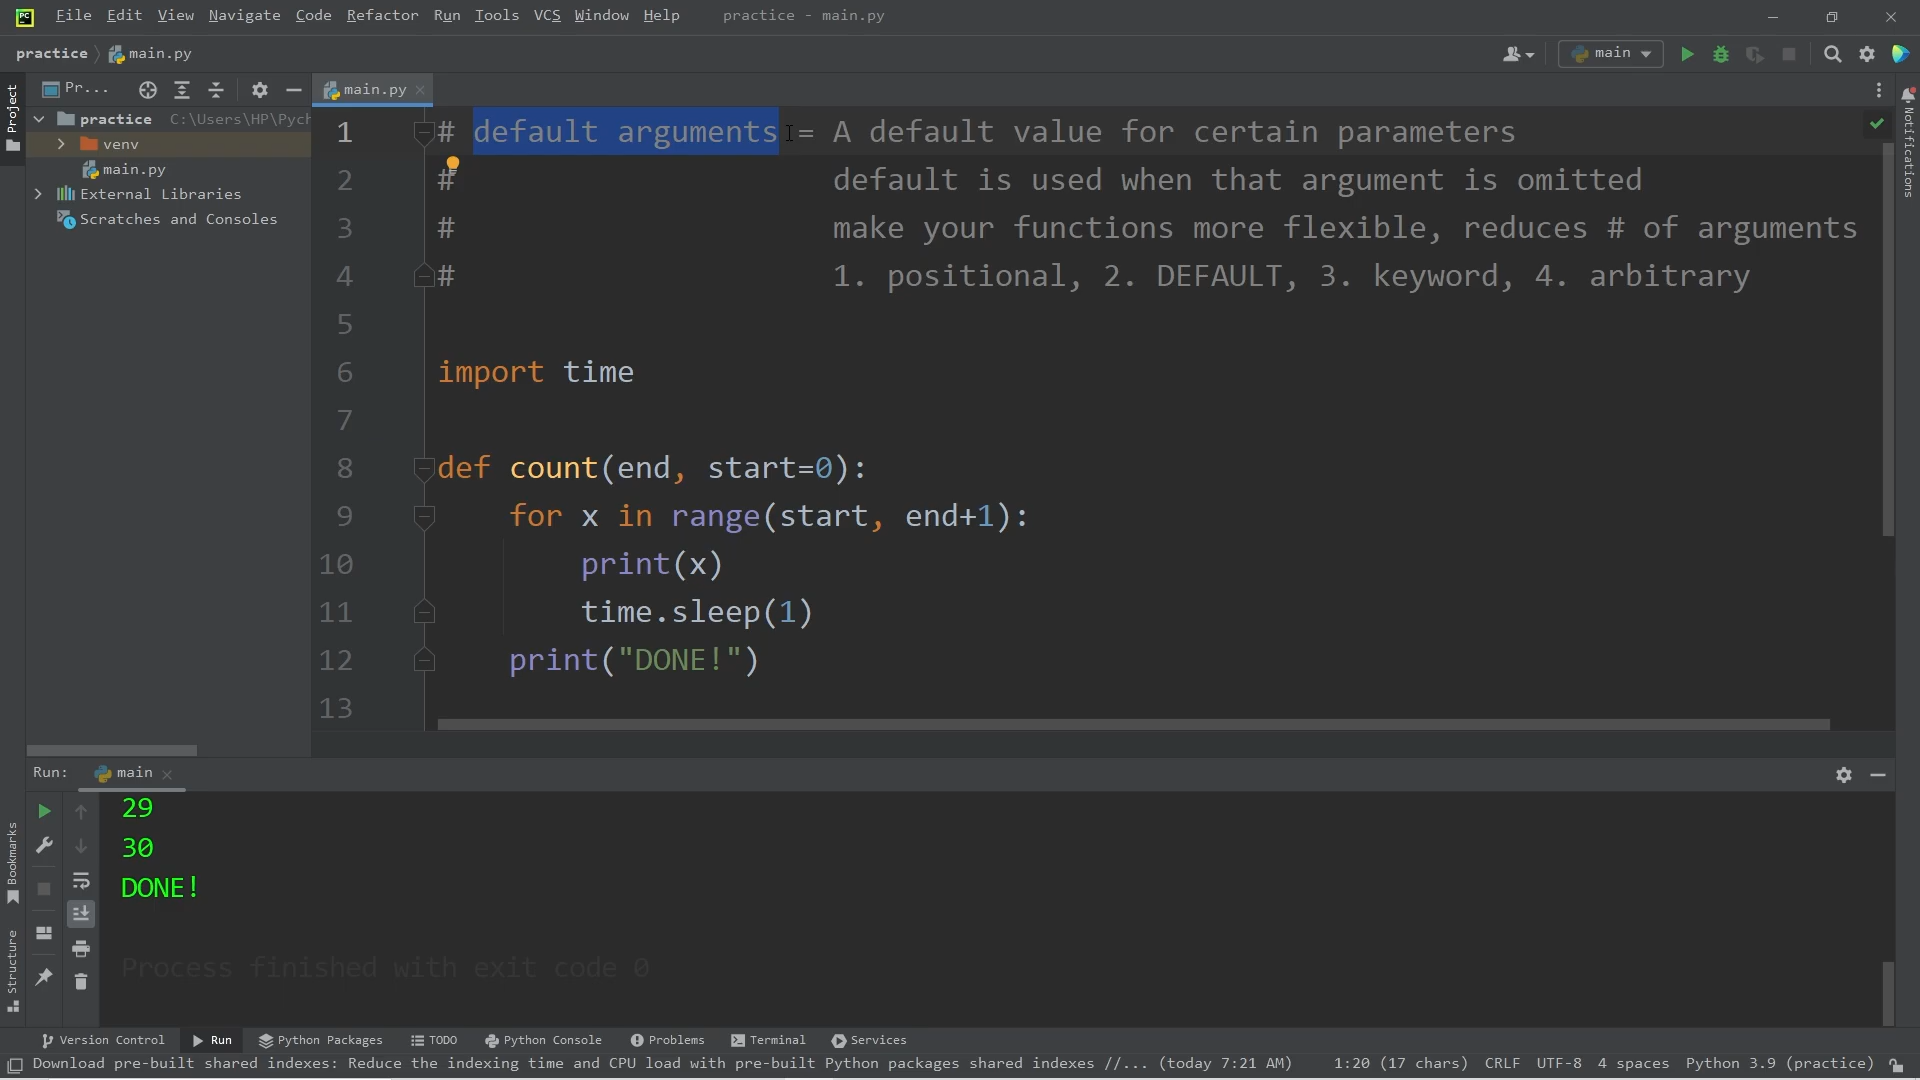 File Edit View Navigate Code Refactor Run Tools VCS Window Help practice - main.py
practice main.py main
Project
Pr...
main.py
practice C:\Users\HP\Pych
venv
main.py
External Libraries
Scratches and Consoles
1 # default arguments = A default value for certain parameters
2 # default is used when that argument is omitted
3 # make your functions more flexible, reduces # of arguments
4 # 1. positional, 2. DEFAULT, 3. keyword, 4. arbitrary
5
6 import time
7
8 def count(end, start=0):
9 for x in range(start, end+1):
10 print(x)
11 time.sleep(1)
12 print("DONE!")
13
Notifications
Run: main
29
30
DONE!
Process finished with exit code 0
Bookmarks
Structure
Version Control Run Python Packages TODO Python Console Problems Terminal Services
Download pre-built shared indexes: Reduce the indexing time and CPU load with pre-built Python packages shared indexes //... (today 7:21 AM) 1:20 (17 chars) CRLF UTF-8 4 spaces Python 3.9 (practice)